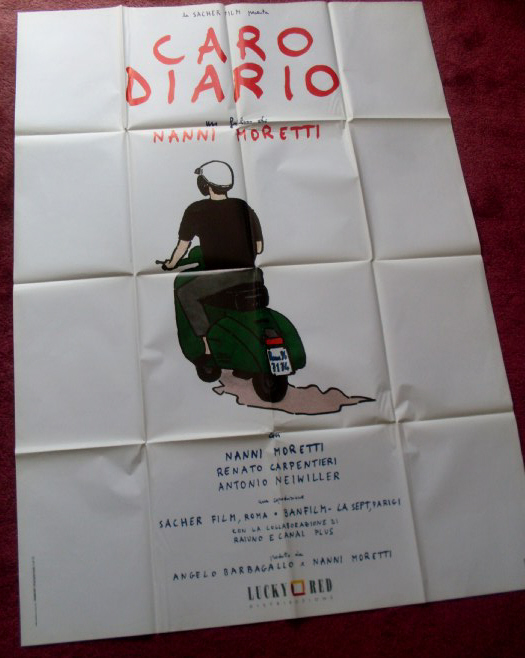 la SACHER FILM presenta
CARO
DIARIO
un film di
NANNI MORETTI
con
NANNI MORETTI
RENATO CARPENTIERI
ANTONIO NEIWILLER
una coproduzione
SACHER FILM, ROMA • BANFILM - LA SEPT, PARIGI
CON LA COLLABORAZIONE DI
RAIUNO E CANAL PLUS
prodotto da
ANGELO BARBAGALLO E NANNI MORETTI
LUCKY RED
DISTRIBUZIONE